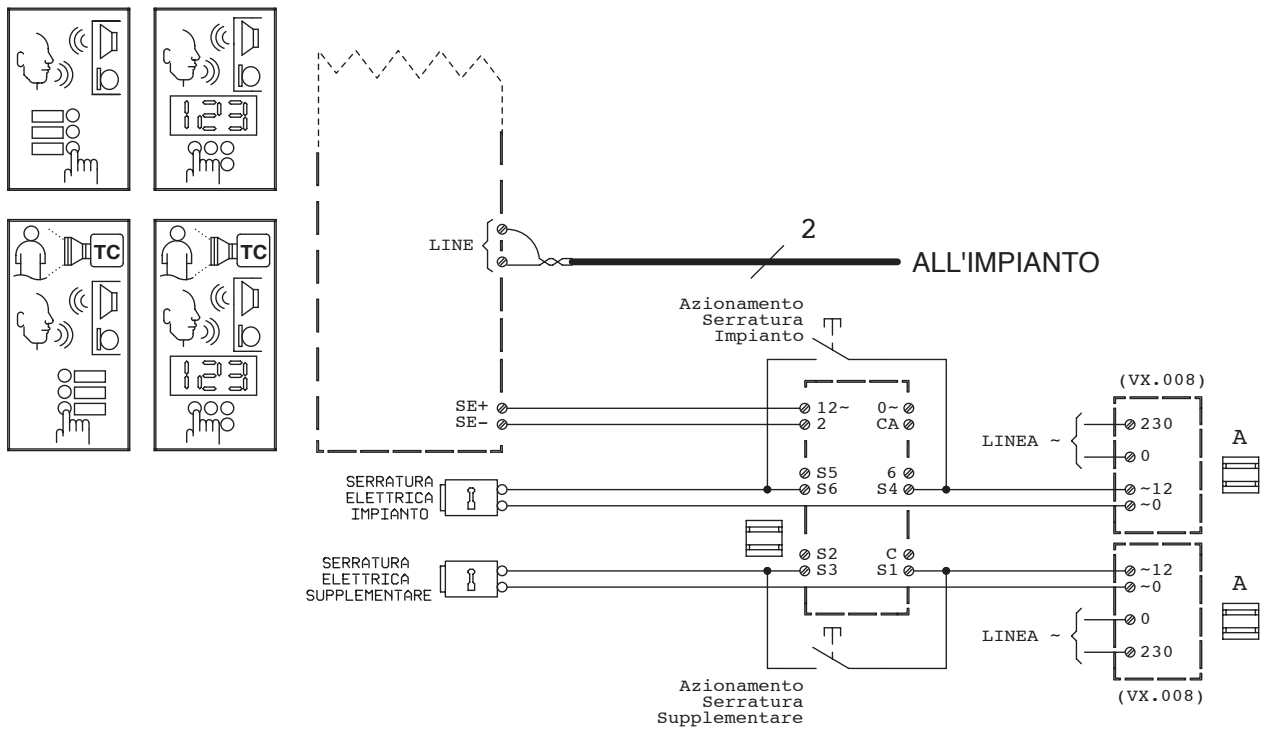 123
TC
TC
123
LINE
2
ALL'IMPIANTO
Azionamento
Serratura
Impianto
SE+
SE-
12~ 0~
2 CA
S5 6
S6 S4
S2 C
S3 S1
SERRATURA
ELETTRICA
IMPIANTO
SERRATURA
ELETTRICA
SUPPLEMENTARE
Azionamento
Serratura
Supplementare
(VX.008)
LINEA ~
230
0
~12
~0
A
~12
~0
0
230
LINEA ~
A
(VX.008)